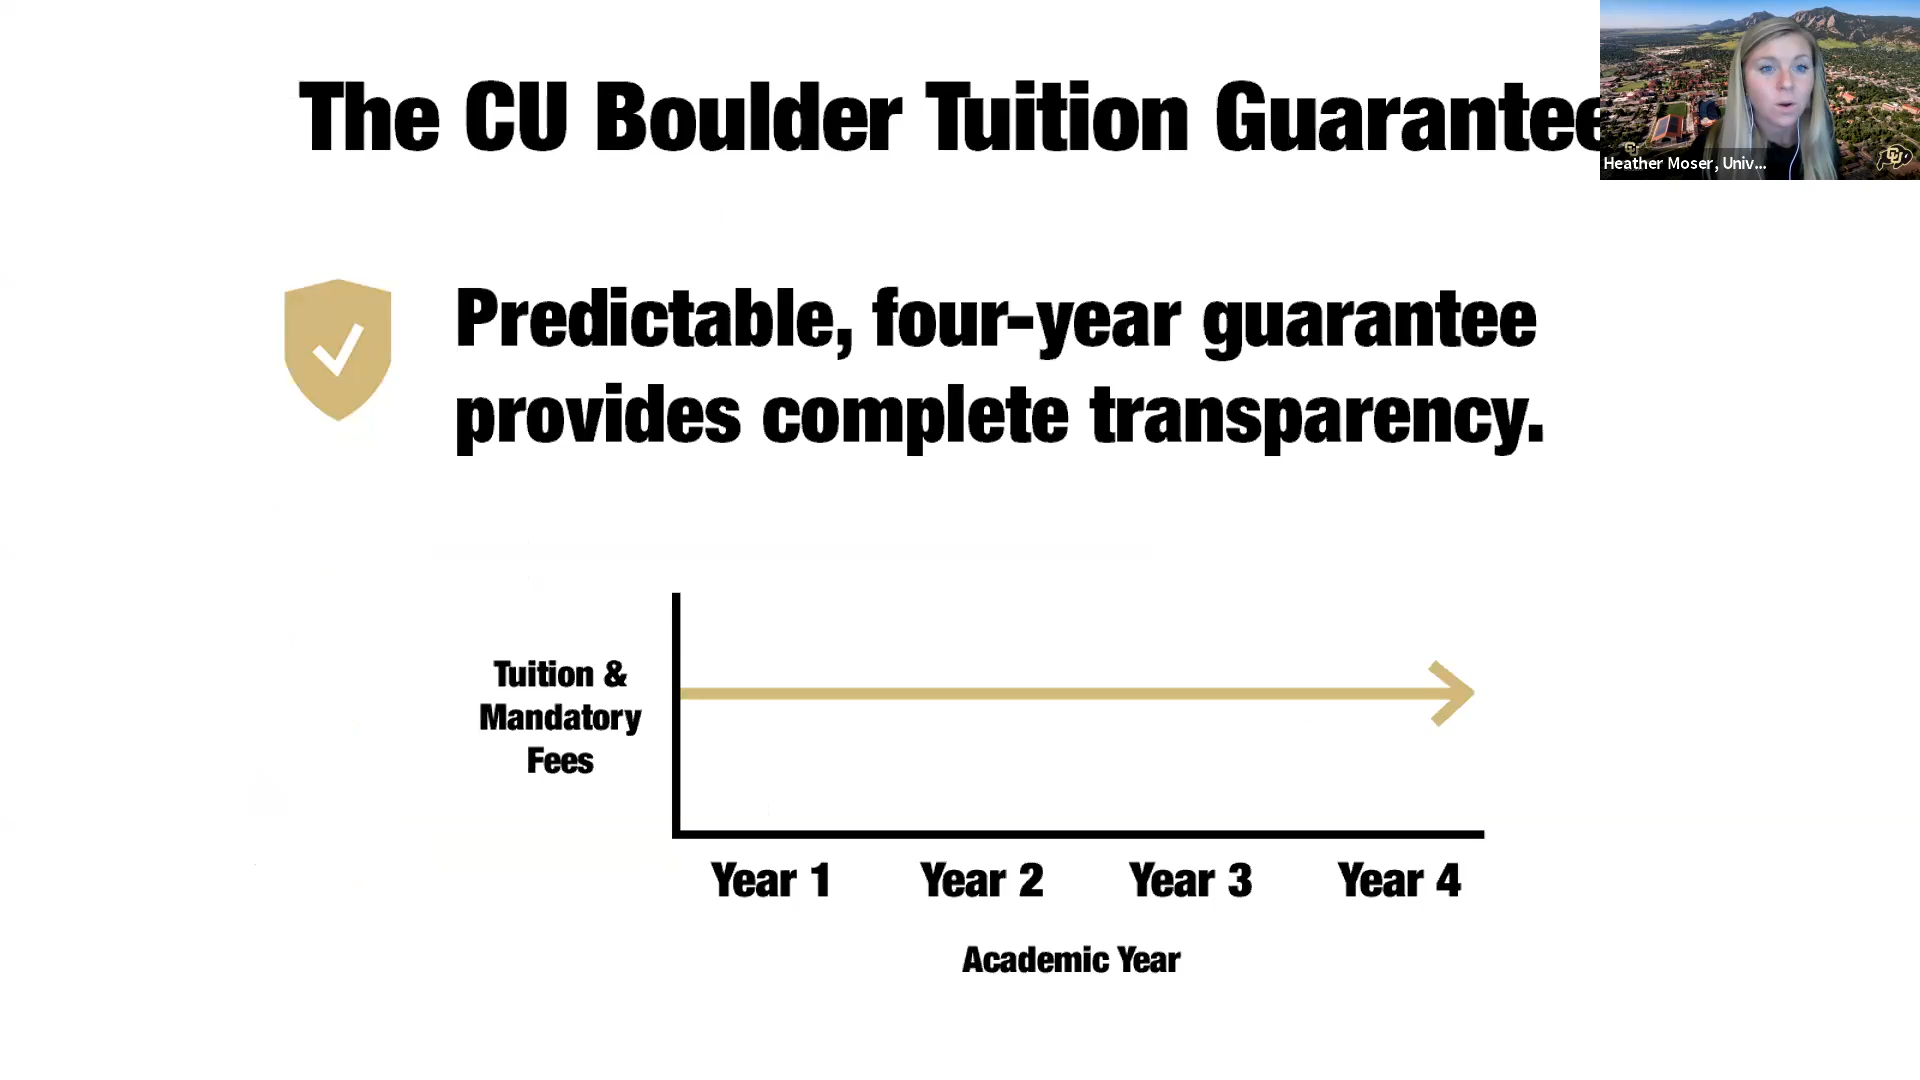 The CU Boulder Tuition Guarantee
Heather Moser, Univ...
Predictable, four-year guarantee
provides complete transparency.
Tuition &
Mandatory
Fees
Year 1 Year 2 Year 3 Year 4
Academic Year